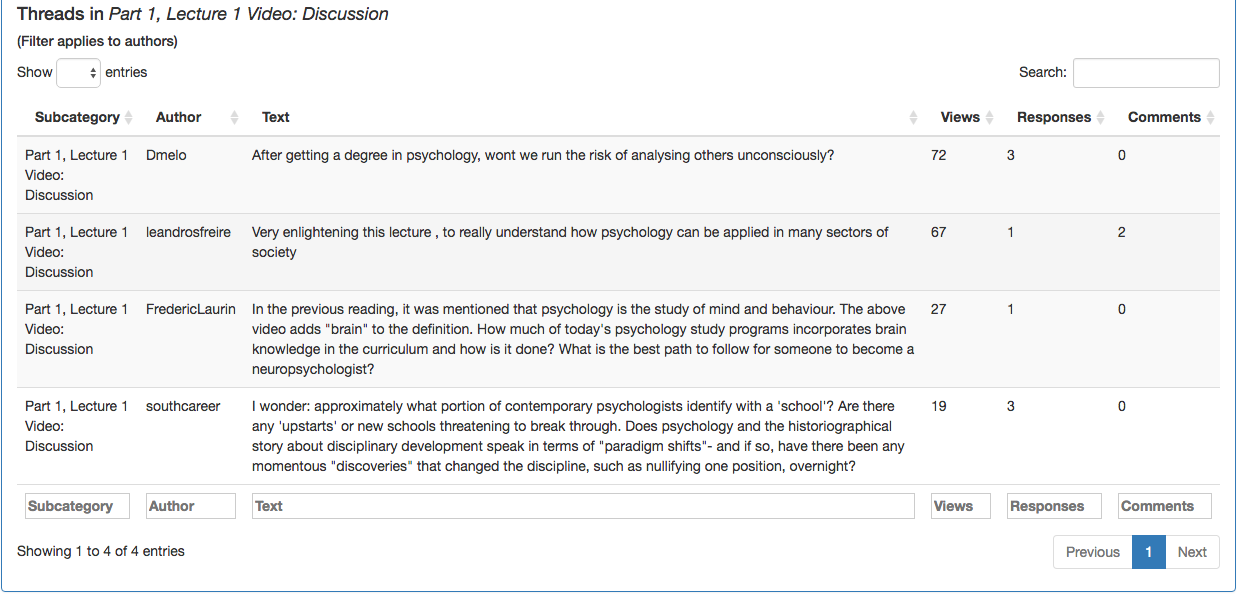 Threads in Part 1, Lecture 1 Video: Discussion
(Filter applies to authors)
Show entries
Search:
Subcategory Author Text Views Responses Comments
Part 1, Lecture 1 Dmelo After getting a degree in psychology, wont we run the risk of analysing others unconsciously? 72 3 0
Video:
Discussion
Part 1, Lecture 1 leandrosfreire Very enlightening this lecture , to really understand how psychology can be applied in many sectors of 67 1 2
Video: society
Discussion
Part 1, Lecture 1 FredericLaurin In the previous reading, it was mentioned that psychology is the study of mind and behaviour. The above 27 1 0
Video: video adds "brain" to the definition. How much of today's psychology study programs incorporates brain
Discussion knowledge in the curriculum and how is it done? What is the best path to follow for someone to become a
neuropsychologist?
Part 1, Lecture 1 southcareer I wonder: approximately what portion of contemporary psychologists identify with a 'school'? Are there 19 3 0
Video: any 'upstarts' or new schools threatening to break through. Does psychology and the historiographical
Discussion story about disciplinary development speak in terms of "paradigm shifts"- and if so, have there been any
momentous "discoveries" that changed the discipline, such as nullifying one position, overnight?
Subcategory Author Text Views Responses Comments
Showing 1 to 4 of 4 entries
Previous 1 Next